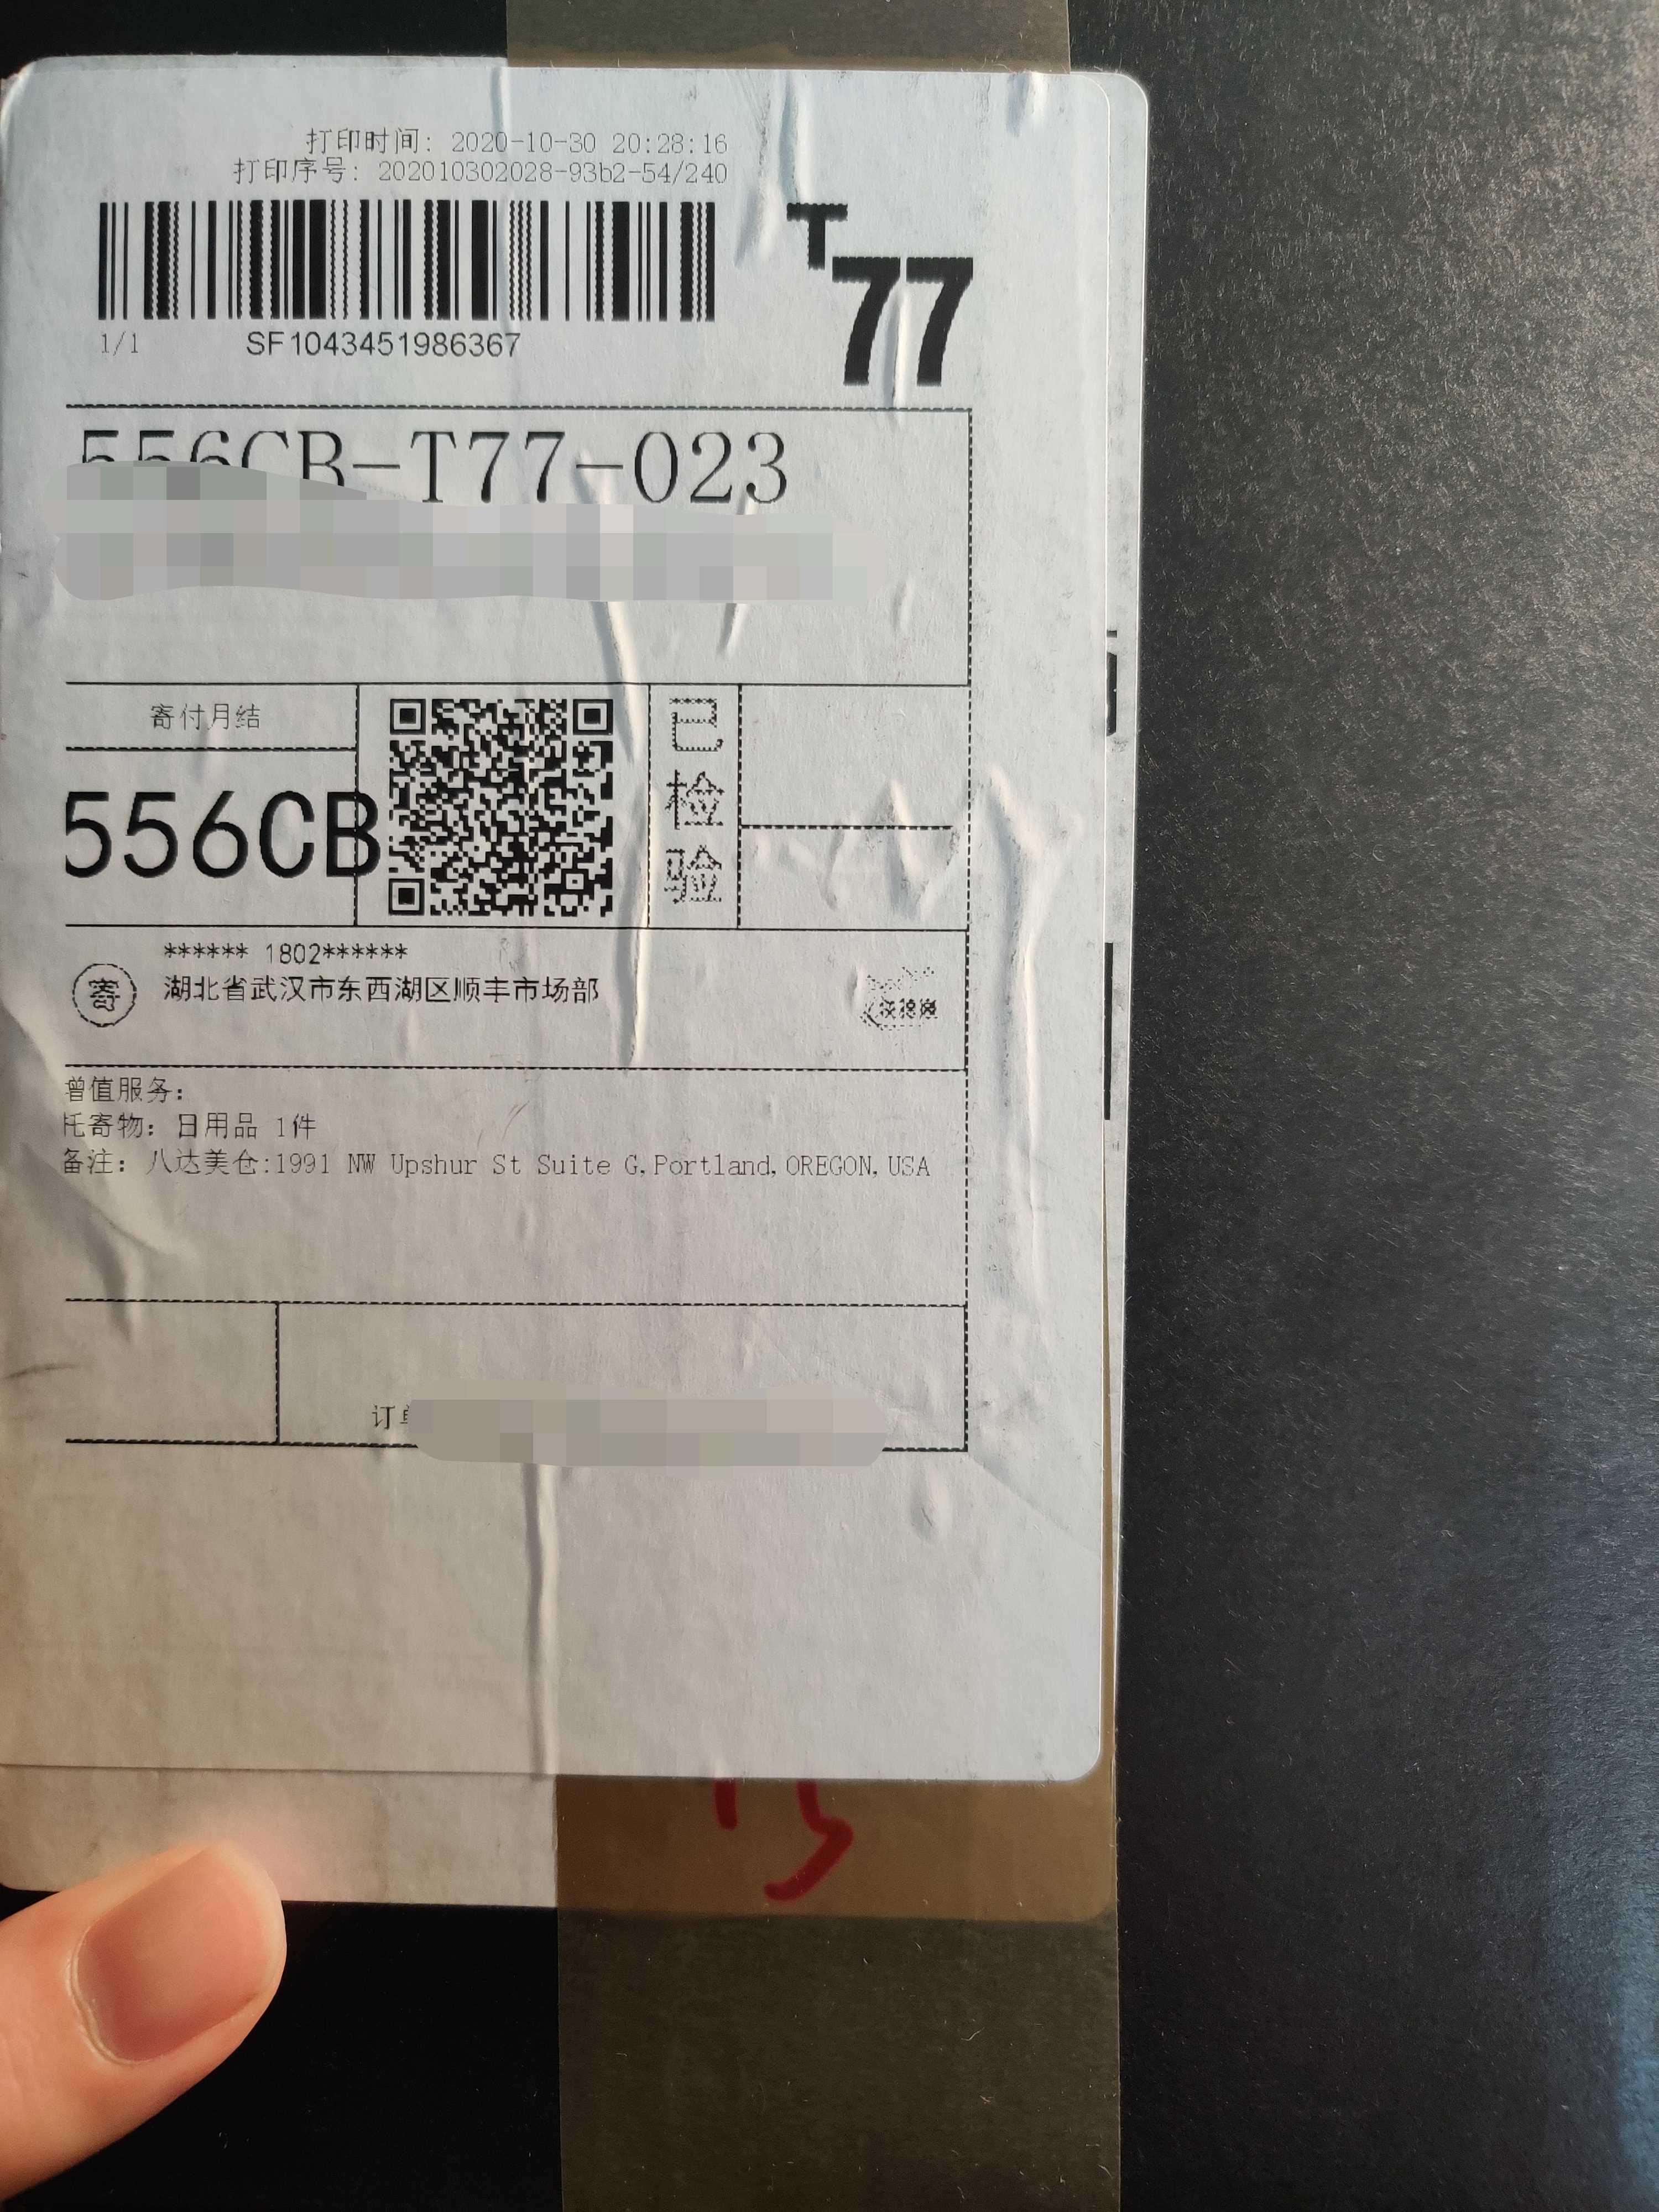 打印时间: 2020-10-30 20:28:16
打印序号: 202010302028-93b2-54/240
T77
1/1 SF1043451986367
556CB-T77-023
寄付月结
556CB
已检验
****** 1802******
寄 湖北省武汉市东西湖区顺丰市场部
增值服务:
托寄物: 日用品 1件
备注: 八达美仓:1991 NW Upshur St Suite G,Portland,OREGON,USA
订单